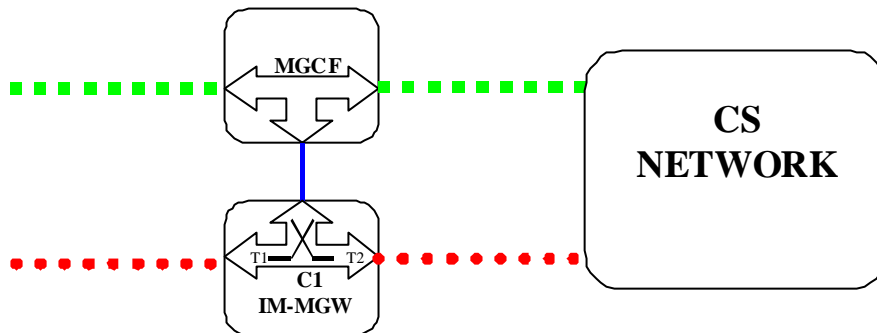 MGCF
CS
NETWORK
T1 T2
C1
IM-MGW